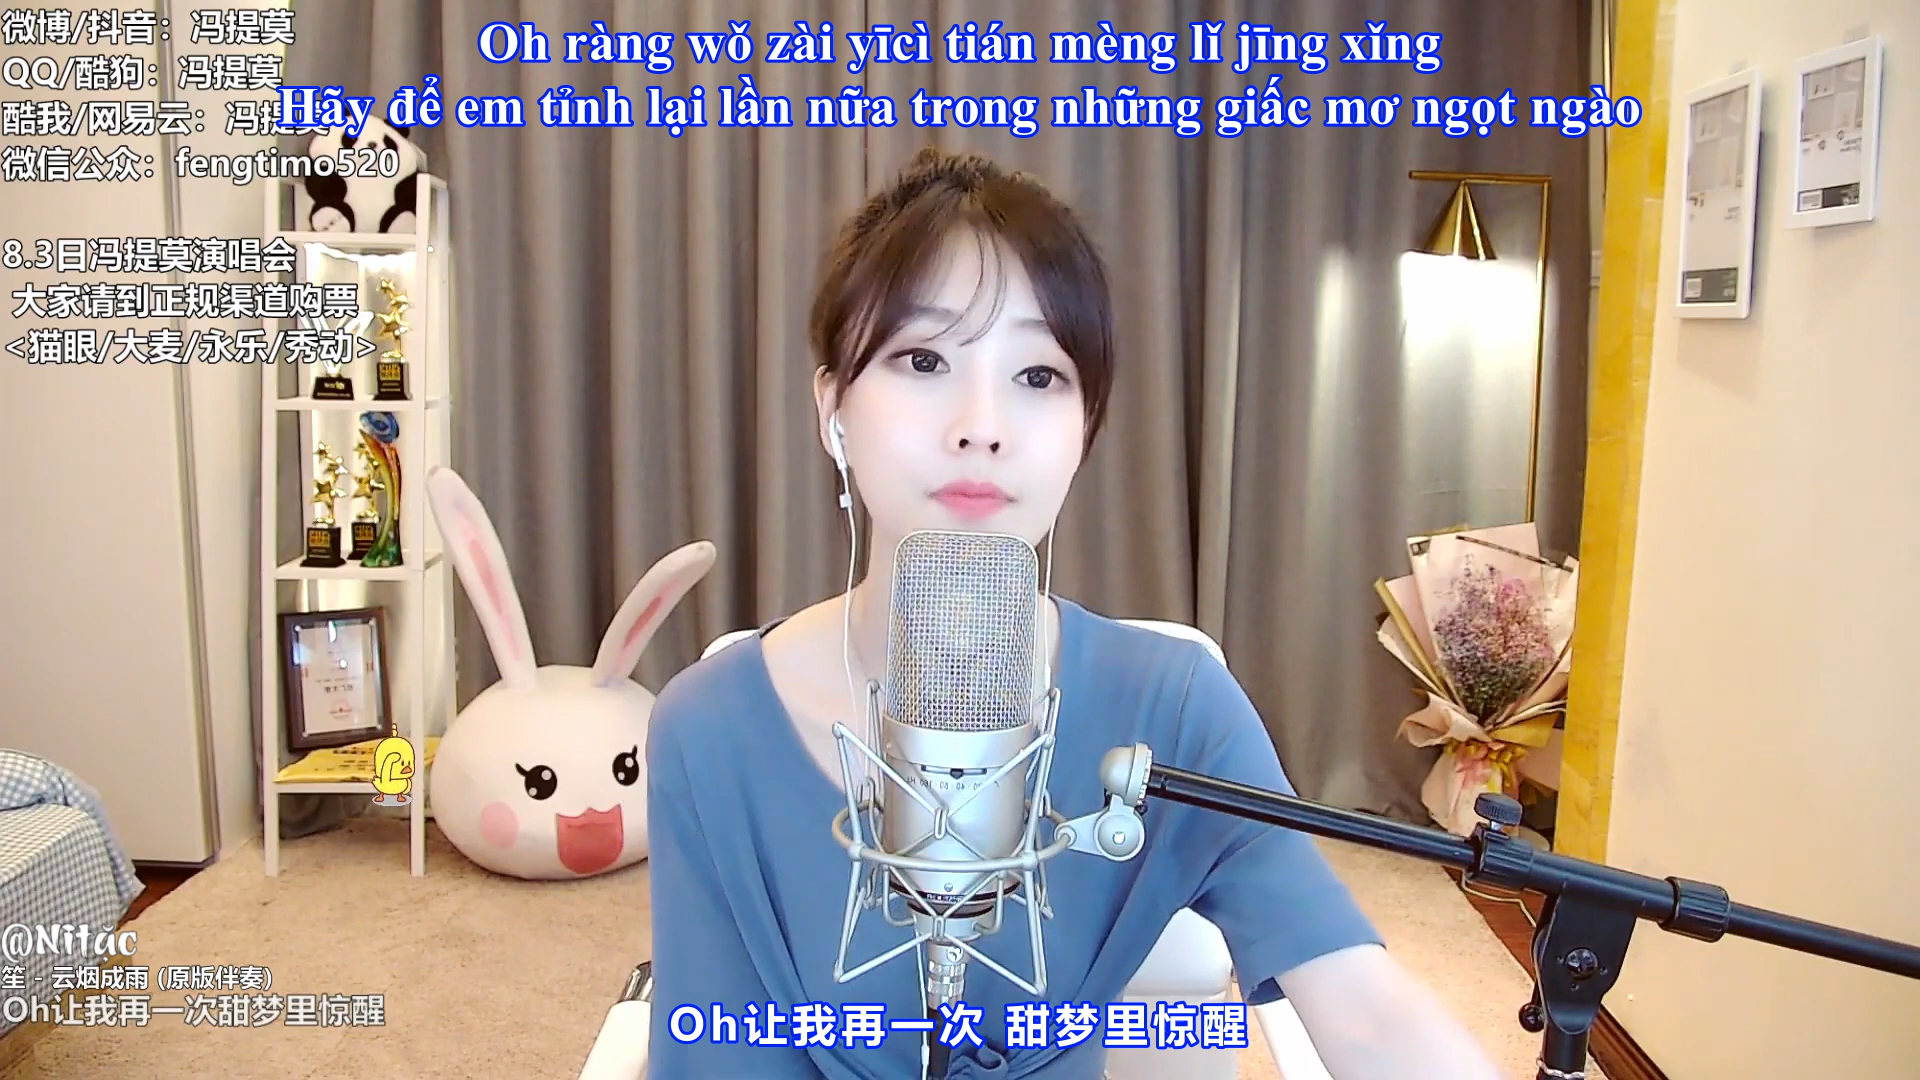 微博/抖音：冯提莫
QQ/酷狗：冯提莫
酷我/网易云：冯提莫
微信公众：fengtimo520
Oh ràng wǒ zài yīcì tián mèng lǐ jīng xǐng
Hãy để em tỉnh lại lần nữa trong những giấc mơ ngọt ngào
8.3日冯提莫演唱会
大家请到正规渠道购票
<猫眼/大麦/永乐/秀动>
@Nitặc
笙 - 云烟成雨 (原版伴奏)
Oh让我再一次甜梦里惊醒
Oh让我再一次 甜梦里惊醒